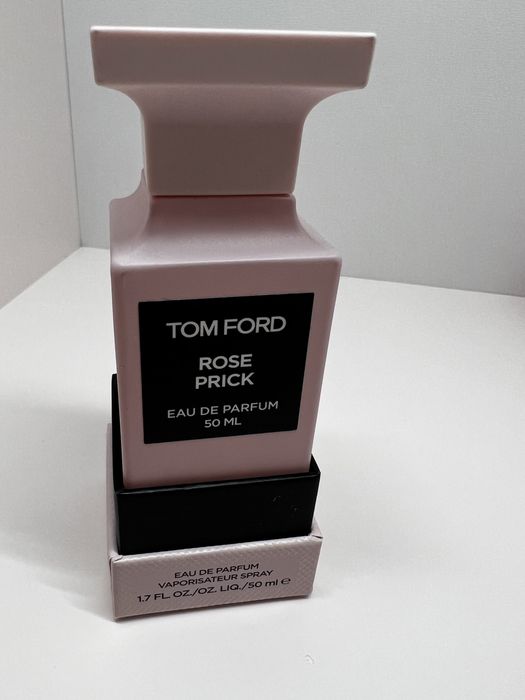 TOM FORD
ROSE
PRICK
EAU DE PARFUM
50 ML
EAU DE PARFUM
VAPORISATEUR SPRAY
1.7 FL. OZ./OZ. LIQ./50 ml ℮